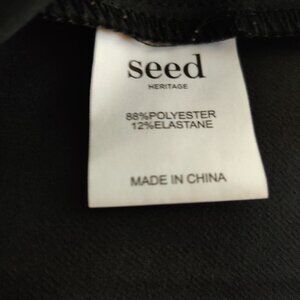 seed
HERITAGE
88%POLYESTER
12%ELASTANE
MADE IN CHINA